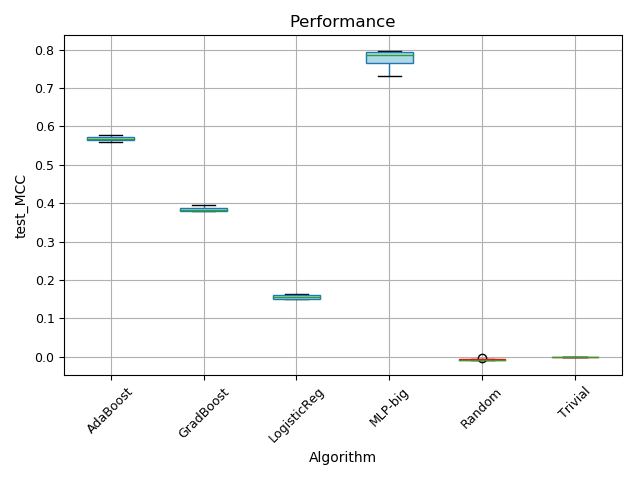 Performance
test_MCC
0.8
0.7
0.6
0.5
0.4
0.3
0.2
0.1
0.0
AdaBoost
GradBoost
LogisticReg
MLP-big
Random
Trivial
Algorithm